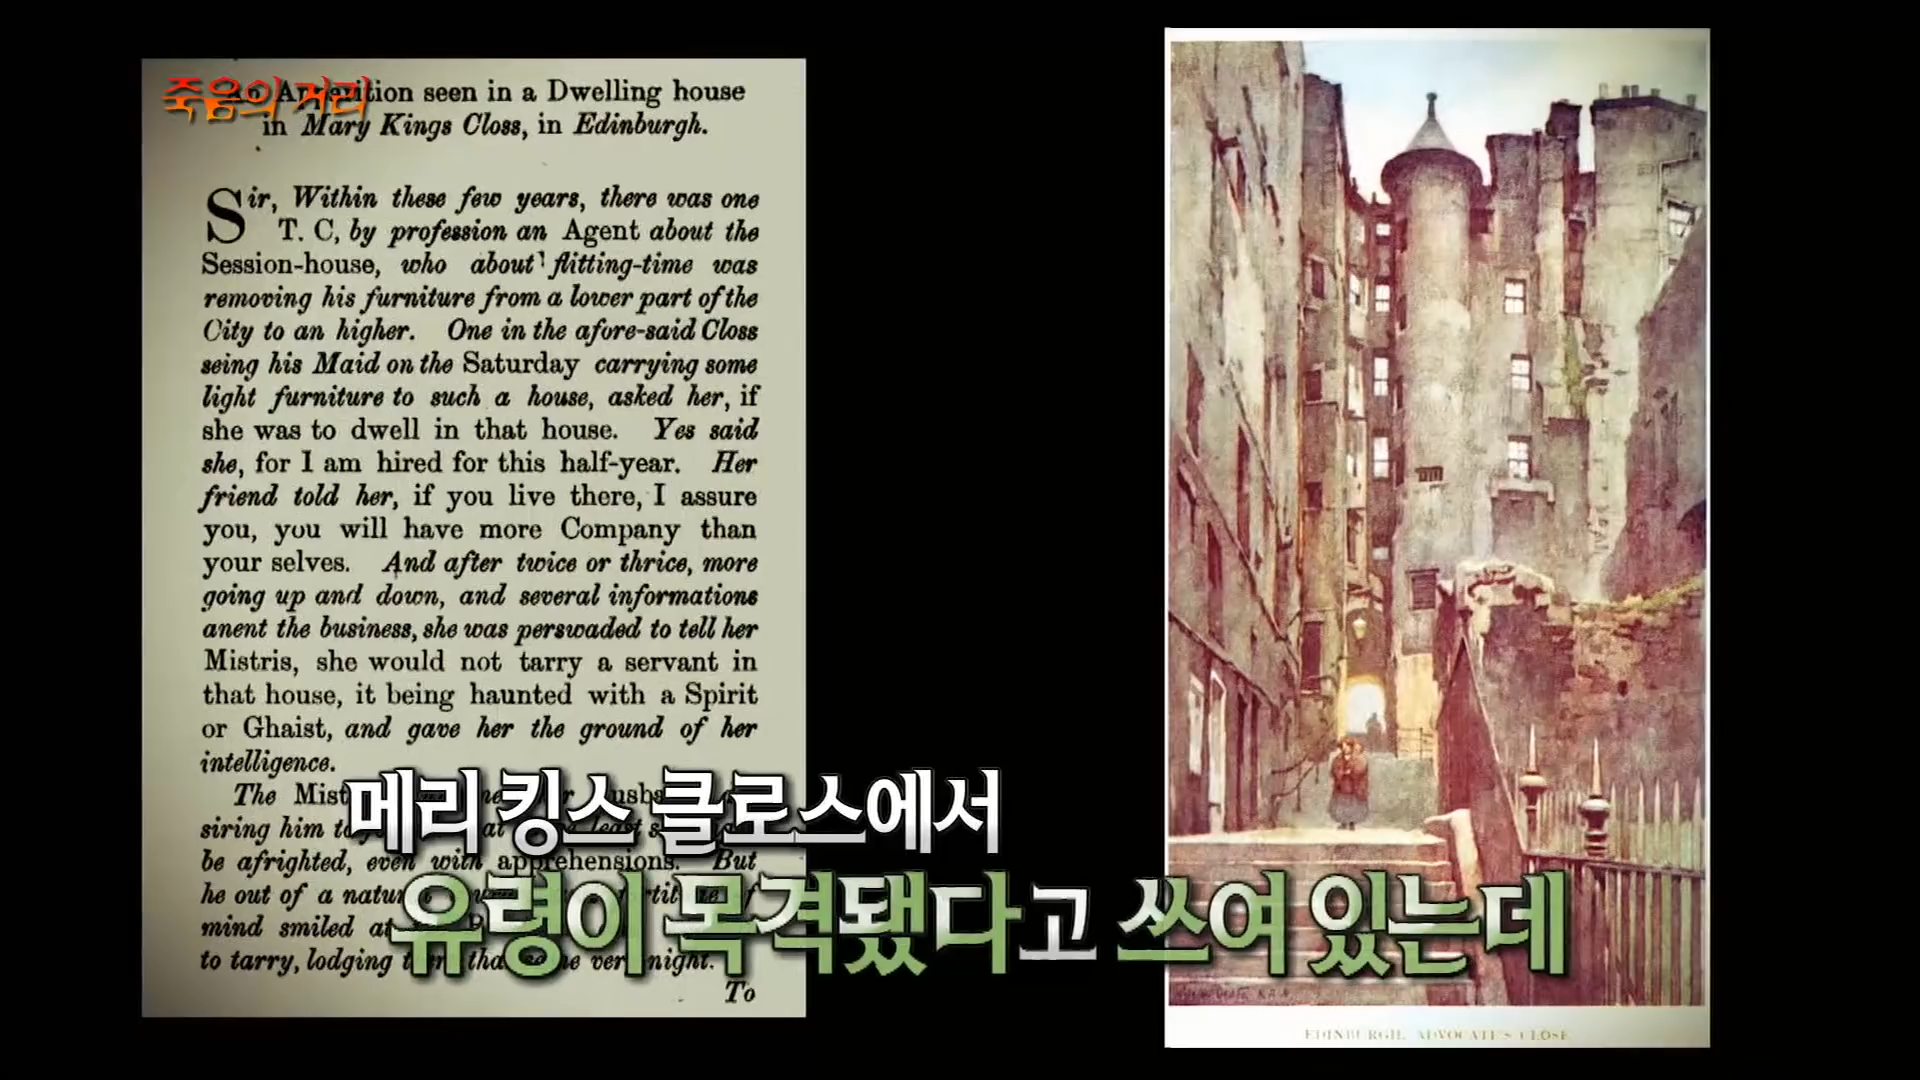 죽음의 거리
An Apparition seen in a Dwelling house
in Mary Kings Closs, in Edinburgh.
Sir, Within these few years, there was one
T. C, by profession an Agent about the
Session-house, who about flitting-time was
removing his furniture from a lower part of the
City to an higher. One in the afore-said Closs
seing his Maid on the Saturday carrying some
light furniture to such a house, asked her, if
she was to dwell in that house. Yes said
she, for I am hired for this half-year. Her
friend told her, if you live there, I assure
you, you will have more Company than
your selves. And after twice or thrice, more
going up and down, and several informations
anent the business, she was perswaded to tell her
Mistris, she would not tarry a servant in
that house, it being haunted with a Spirit
or Ghaist, and gave her the ground of her
intelligence.
The
siring him
be afrighted, even with apprehensions. But
he out of a
mind smiled at
to tarry, lodging night.
To
메리 킹스 클로스에서
유령이 목격됐다고 쓰여 있는데
EDINBURGH, ADVOCATE'S CLOSE